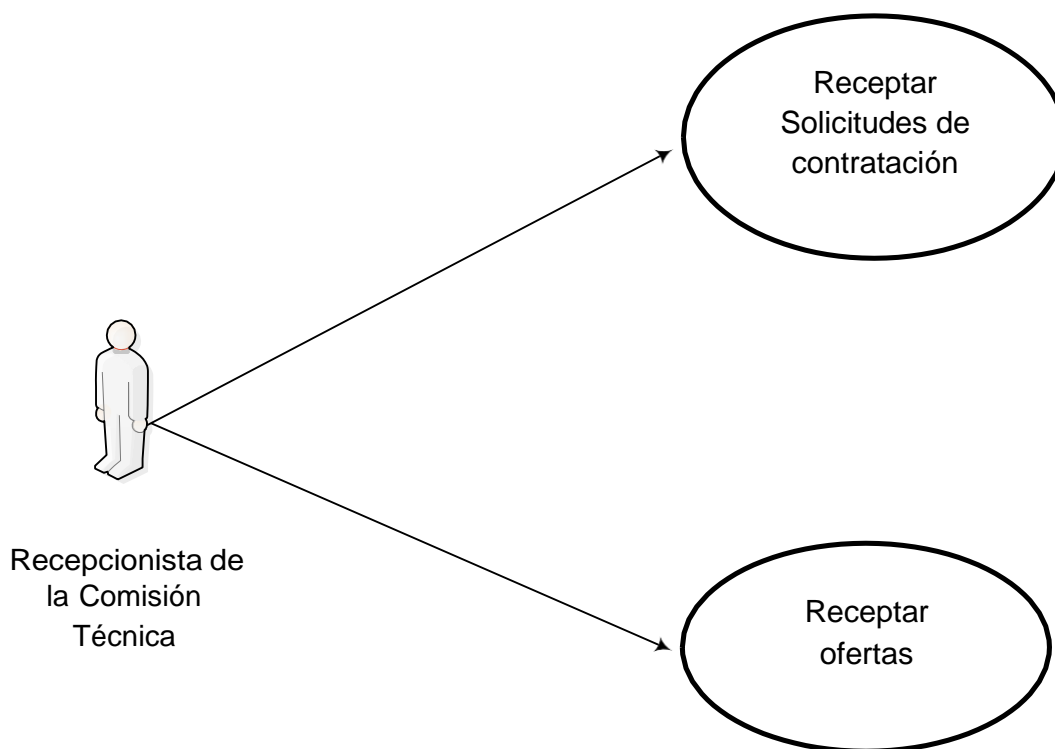 Receptar
Solicitudes de
contratación
Recepcionista de
la Comisión
Técnica
Receptar
ofertas